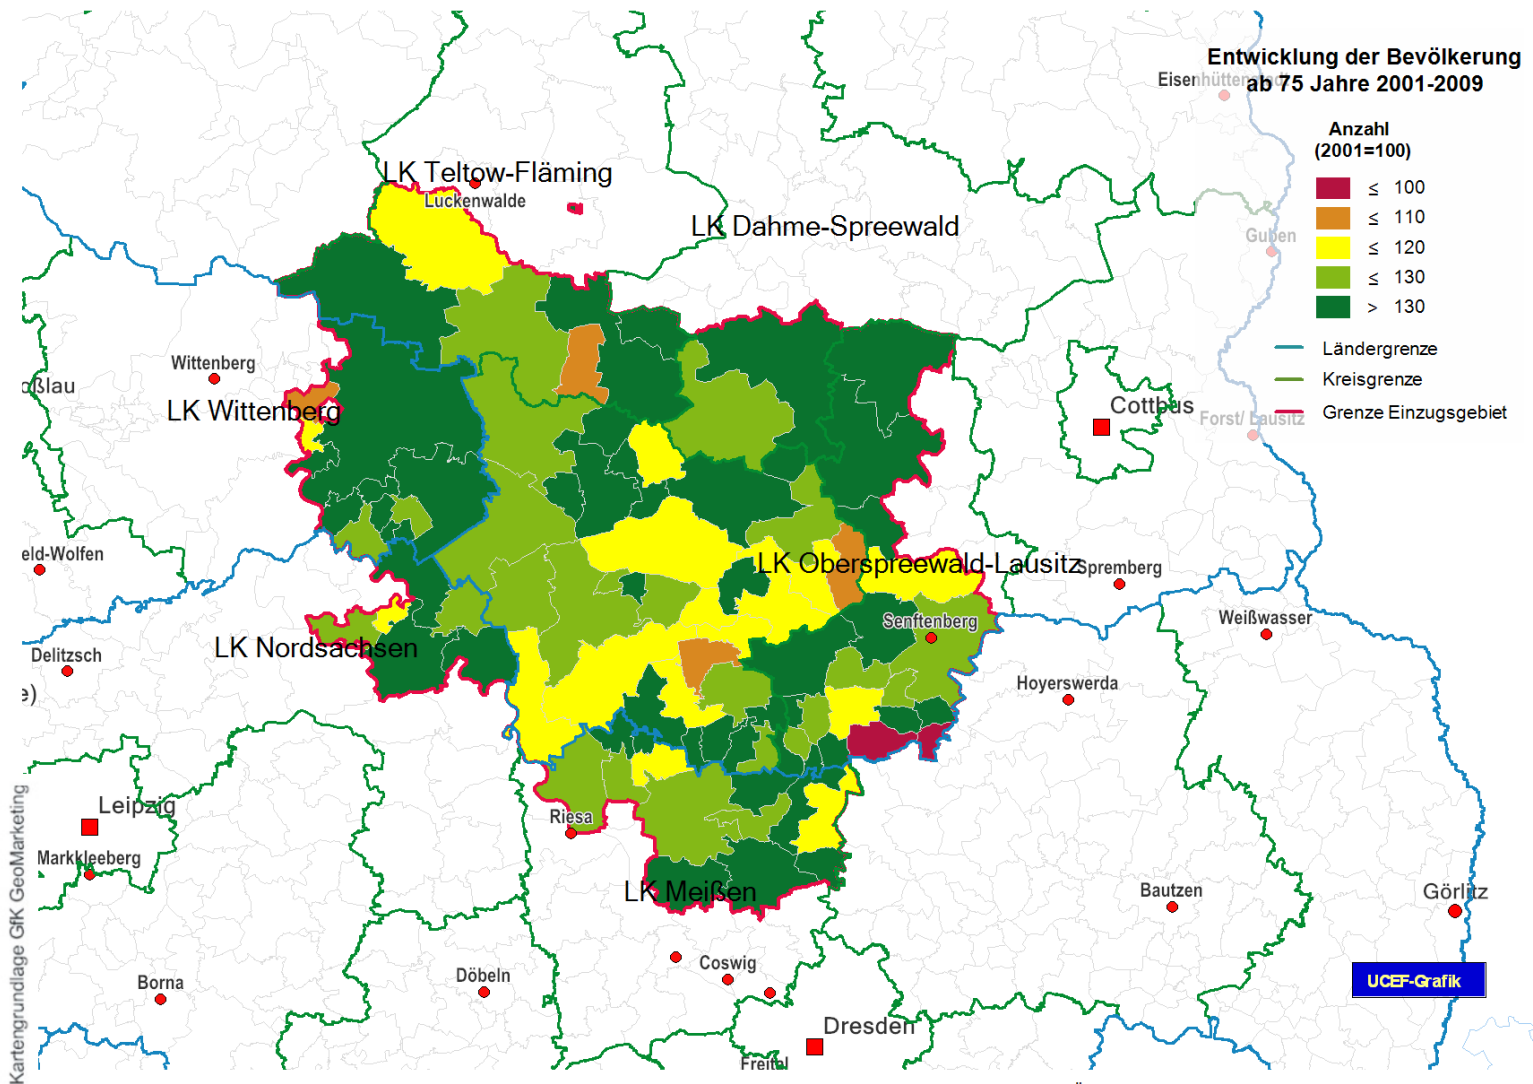 Entwicklung der Bevölkerung
ab 75 Jahre 2001-2009
Eisenhüttenstadt
Anzahl
(2001=100)
≤ 100
≤ 110
≤ 120
≤ 130
> 130
Ländergrenze
Kreisgrenze
Grenze Einzugsgebiet
LK Teltow-Fläming
Luckenwalde
LK Dahme-Spreewald
Guben
Wittenberg
oßlau
LK Wittenberg
Cottbus
Forst/ Lausitz
eld-Wolfen
LK Oberspreewald-Lausitz
Spremberg
Senftenberg
Weißwasser
LK Nordsachsen
Delitzsch
e)
Hoyerswerda
Leipzig
Riesa
Markkleeberg
LK Meißen
Bautzen
Görlitz
Coswig
Döbeln
Borna
UCEF-Grafik
Dresden
Freital
Kartengrundlage GfK GeoMarketing